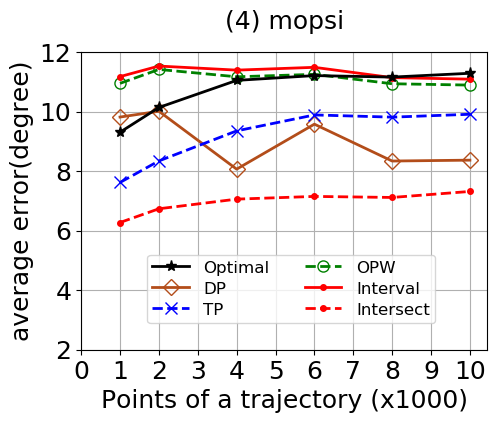 (4) mopsi
average error(degree)
12
10
8
6
4
2
Optimal
DP
TP
OPW
Interval
Intersect
0 1 2 3 4 5 6 7 8 9 10
Points of a trajectory (x1000)